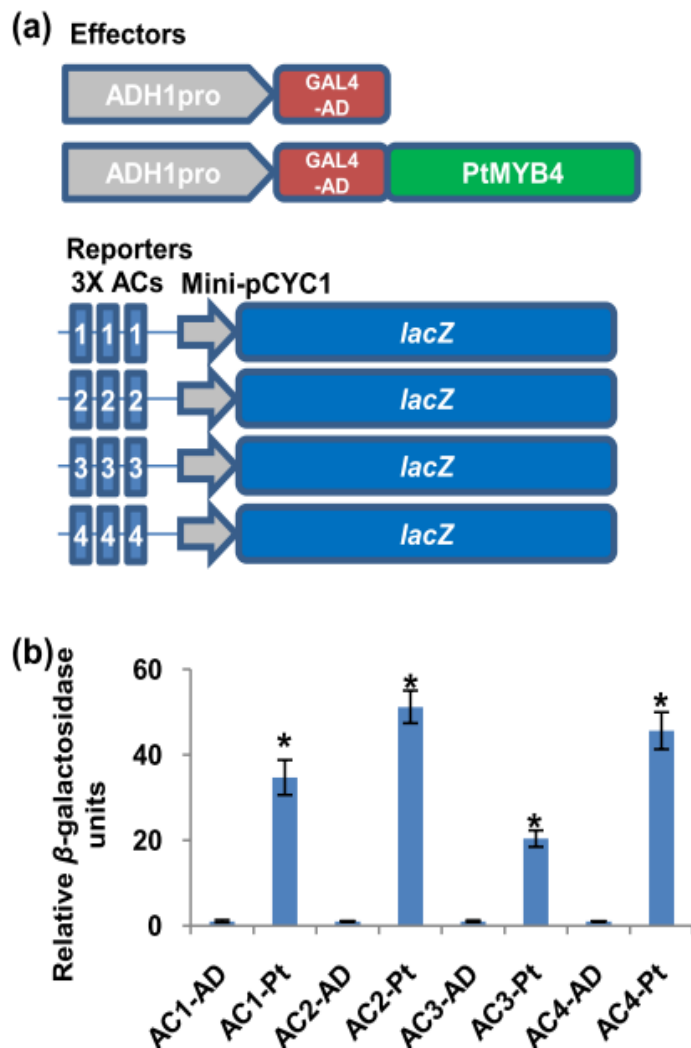 (a) Effectors
ADH1pro GAL4
-AD
ADH1pro GAL4
-AD PtMYB4
Reporters
3X ACs Mini-pCYC1
1 1 1 lacZ
2 2 2 lacZ
3 3 3 lacZ
4 4 4 lacZ
(b)
Relative β-galactosidase
units
60
40
20
0
* * * *
AC1-AD AC1-Pt AC2-AD AC2-Pt AC3-AD AC3-Pt AC4-AD AC4-Pt